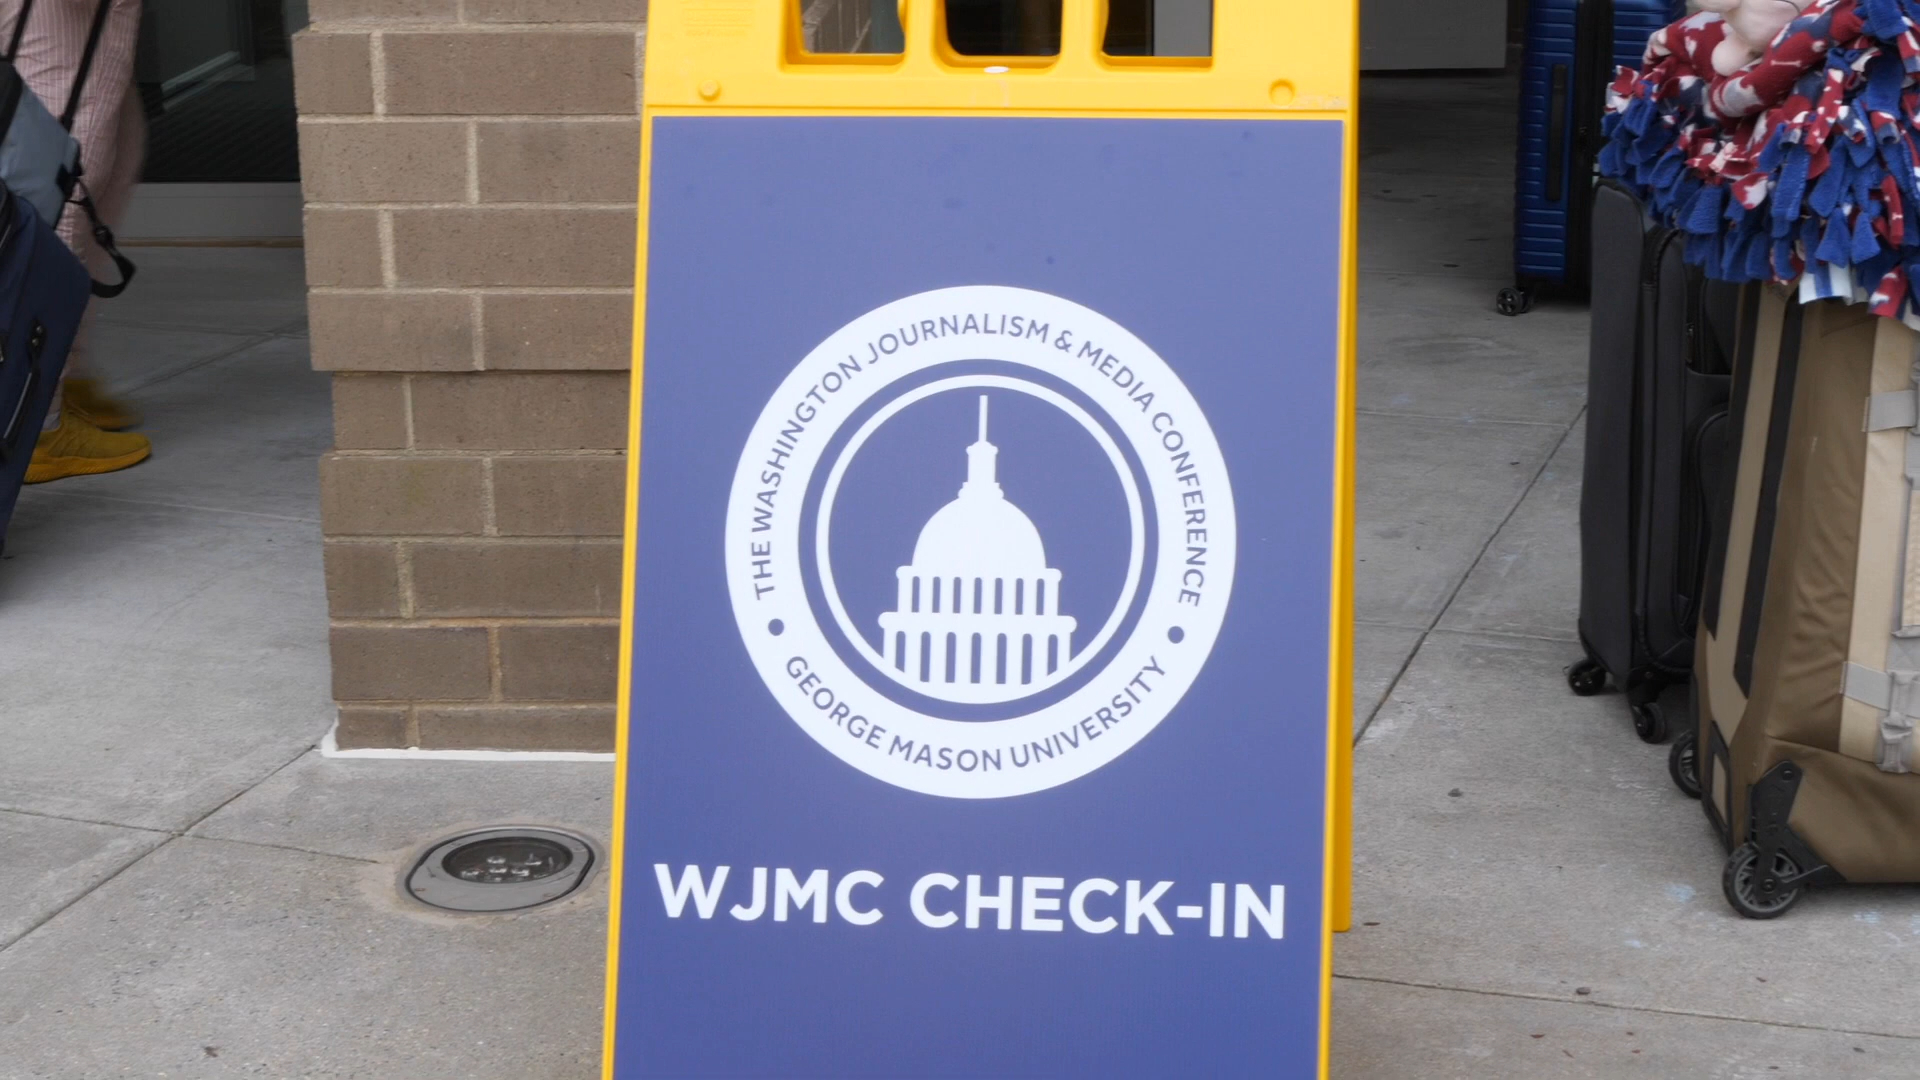 THE WASHINGTON JOURNALISM & MEDIA CONFERENCE
• GEORGE MASON UNIVERSITY •
WJMC CHECK-IN